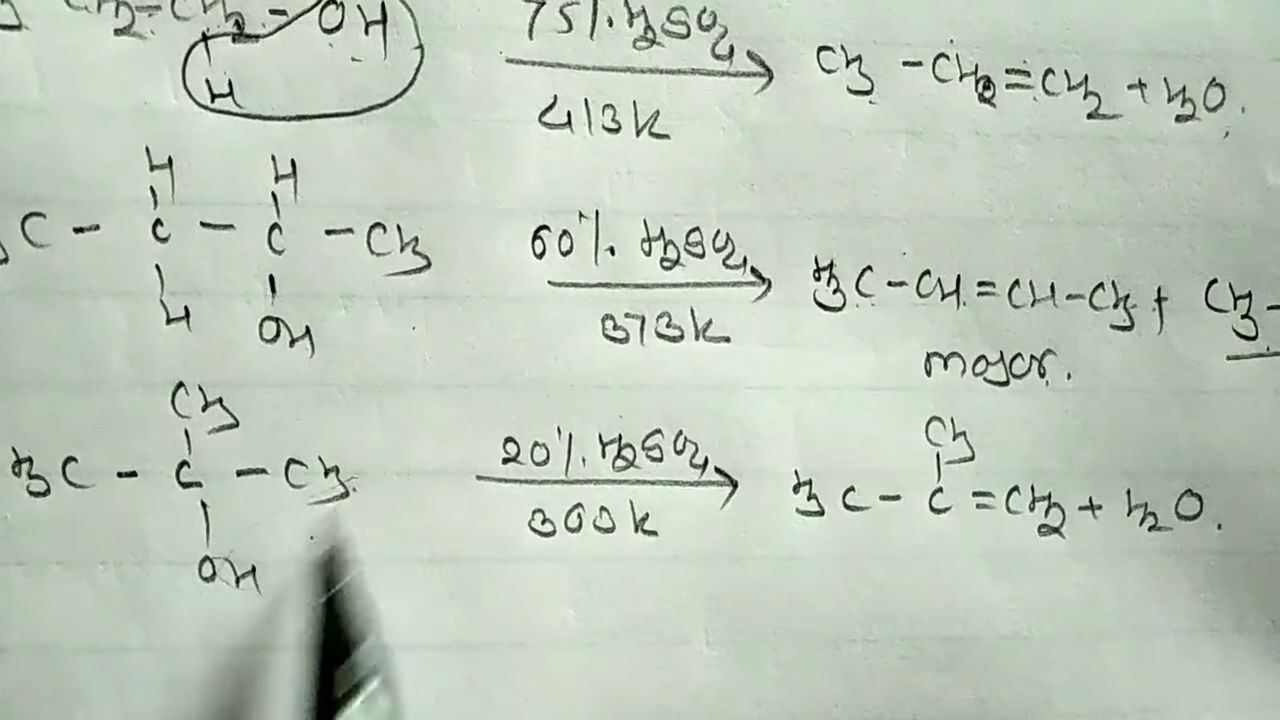 CH2-CH2-OH 75%.H2SO4 CH3-CH2=CH2+H2O.
H 413k
H H
C-C-C-CH3 60%.H2SO4 H3C-CH=CH-CH3+ CH3-
H OH 373k major.
CH3 CH3
H3C-C-CH3. 20%.H2SO4 H3C-C=CH2+H2O.
OH 303k